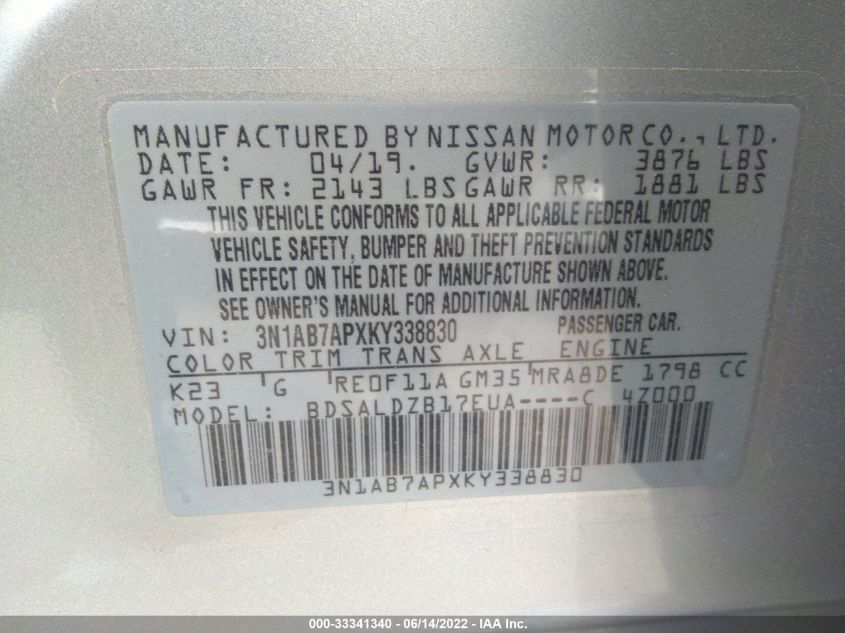 MANUFACTURED BY NISSAN MOTOR CO., LTD.
DATE: 04/19. GVWR: 3876 LBS
GAWR FR: 2143 LBS GAWR RR: 1881 LBS
THIS VEHICLE CONFORMS TO ALL APPLICABLE FEDERAL MOTOR
VEHICLE SAFETY, BUMPER AND THEFT PREVENTION STANDARDS
IN EFFECT ON THE DATE OF MANUFACTURE SHOWN ABOVE.
SEE OWNER'S MANUAL FOR ADDITIONAL INFORMATION.
VIN: 3N1AB7APXKY338830 PASSENGER CAR.
COLOR TRIM TRANS AXLE ENGINE
K23 G RE0F11A GM35 MRA8DE 1798 CC
MODEL: BDSALDZB17EUA----C 4Z000
3N1AB7APXKY338830
000-33341340 - 06/14/2022 - IAA Inc.